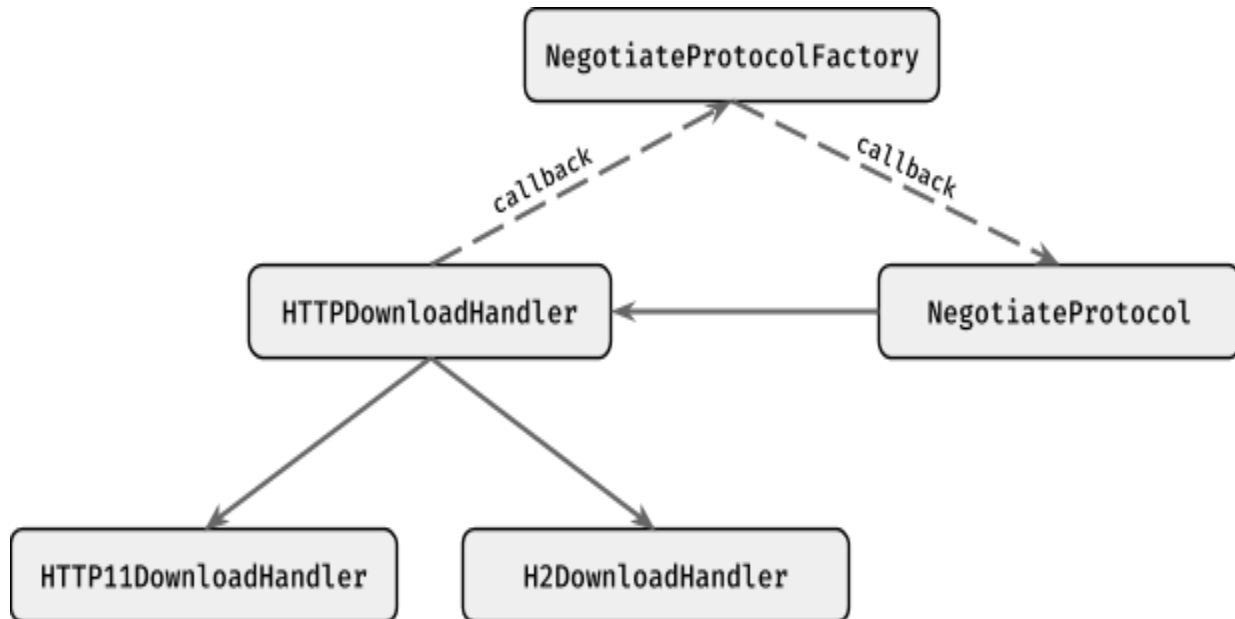 NegotiateProtocolFactory
callback
callback
HTTPDownloadHandler
NegotiateProtocol
HTTP11DownloadHandler
H2DownloadHandler